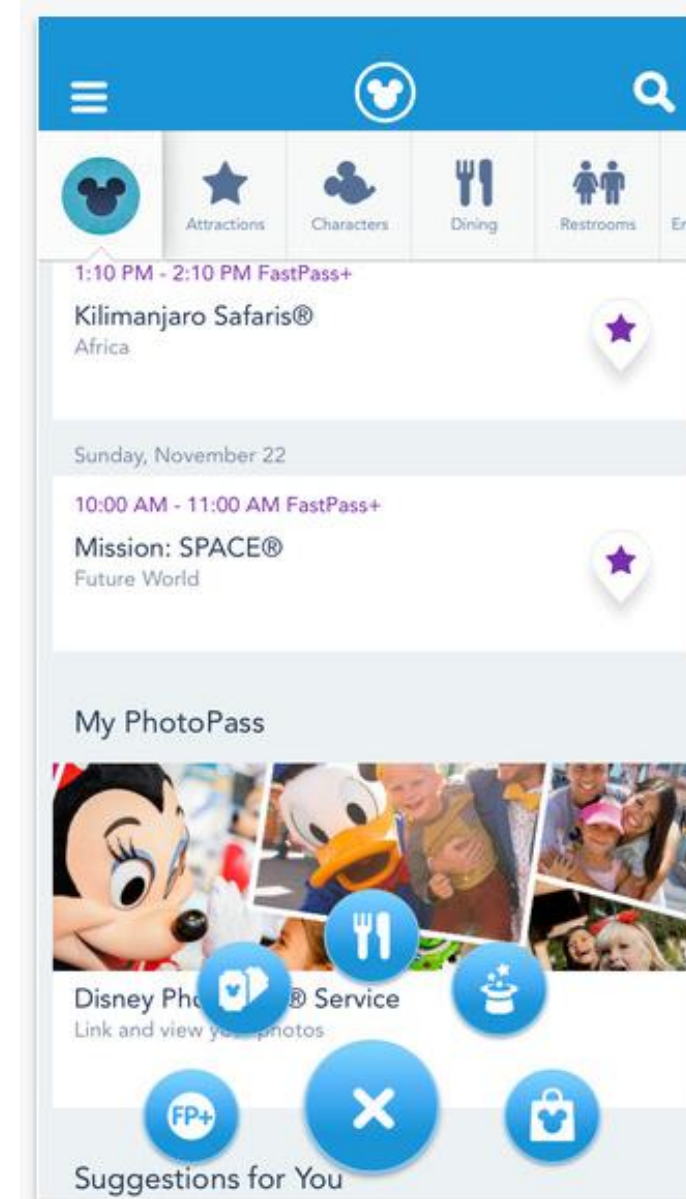 Attractions
Characters
Dining
Restrooms
1:10 PM - 2:10 PM FastPass+
Kilimanjaro Safaris®
Africa
Sunday, November 22
10:00 AM - 11:00 AM FastPass+
Mission: SPACE®
Future World
My PhotoPass
Disney ® Service
Link and view photos
FP+
Suggestions for You